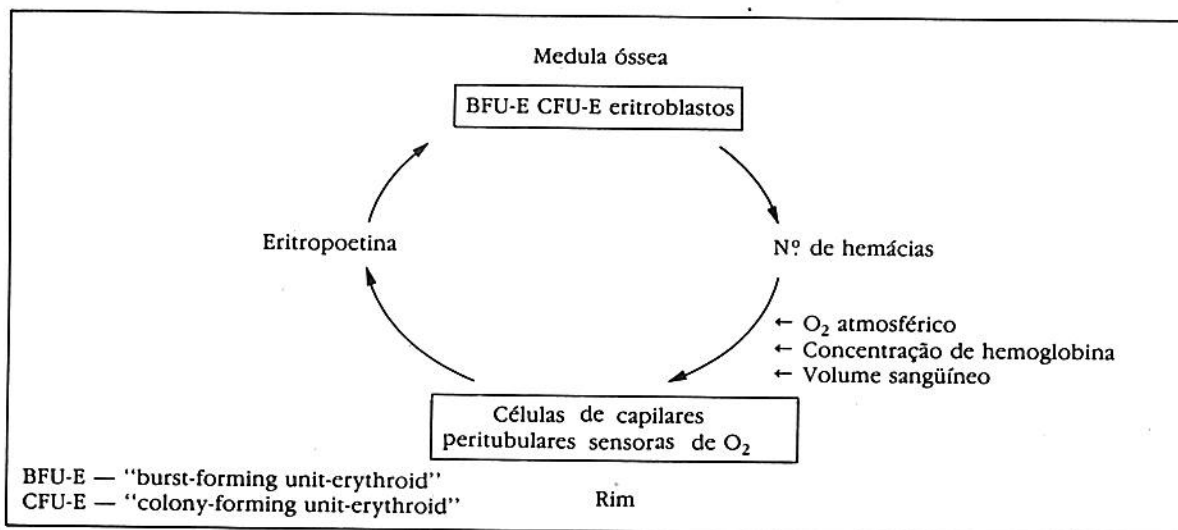 Medula óssea
BFU-E CFU-E eritroblastos
Eritropoetina
Nº de hemácias
← O₂ atmosférico
← Concentração de hemoglobina
← Volume sangüíneo
Células de capilares
peritubulares sensoras de O₂
BFU-E — "burst-forming unit-erythroid"
CFU-E — "colony-forming unit-erythroid"
Rim